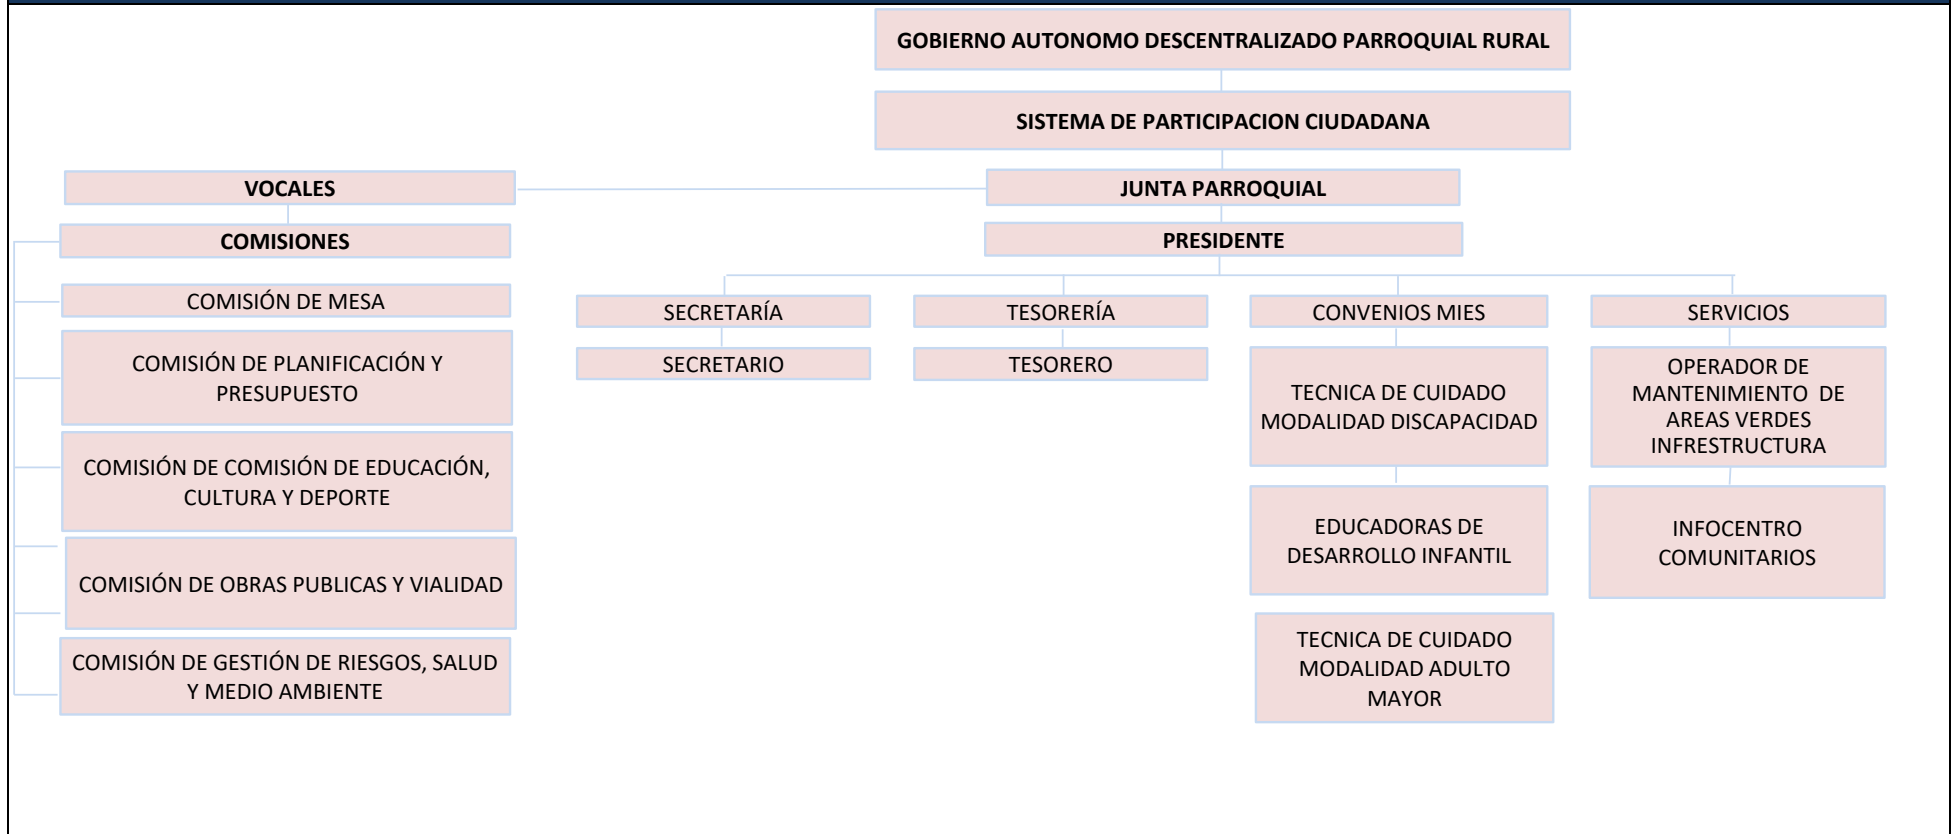 GOBIERNO AUTONOMO DESCENTRALIZADO PARROQUIAL RURAL
SISTEMA DE PARTICIPACION CIUDADANA
VOCALES
JUNTA PARROQUIAL
COMISIONES
PRESIDENTE
COMISIÓN DE MESA
COMISIÓN DE PLANIFICACIÓN Y
PRESUPUESTO
COMISIÓN DE COMISIÓN DE EDUCACIÓN,
CULTURA Y DEPORTE
COMISIÓN DE OBRAS PUBLICAS Y VIALIDAD
COMISIÓN DE GESTIÓN DE RIESGOS, SALUD
Y MEDIO AMBIENTE
SECRETARÍA
SECRETARIO
TESORERÍA
TESORERO
CONVENIOS MIES
TECNICA DE CUIDADO
MODALIDAD DISCAPACIDAD
EDUCADORAS DE
DESARROLLO INFANTIL
TECNICA DE CUIDADO
MODALIDAD ADULTO
MAYOR
SERVICIOS
OPERADOR DE
MANTENIMIENTO DE
AREAS VERDES
INFRESTRUCTURA
INFOCENTRO
COMUNITARIOS